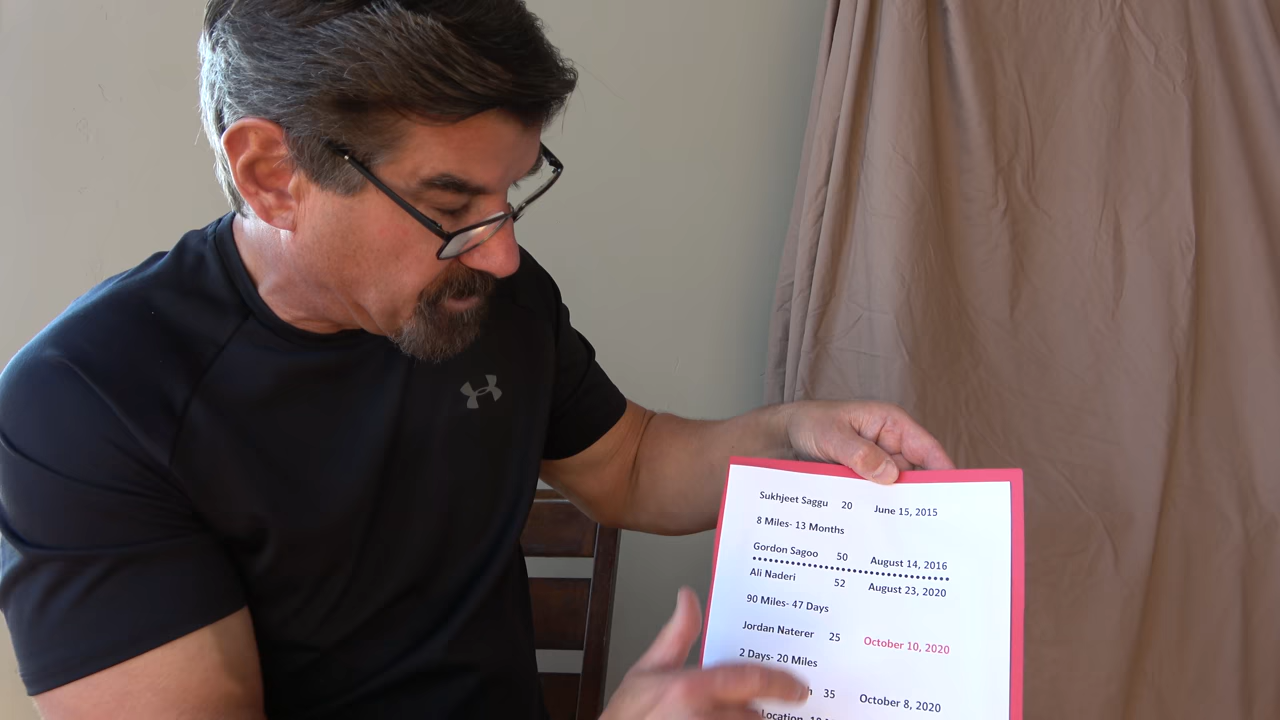 Sukhjeet Saggu 20 June 15, 2015
8 Miles- 13 Months
Gordon Sagoo 50 August 14, 2016
Ali Naderi 52 August 23, 2020
90 Miles- 47 Days
Jordan Naterer 25 October 10, 2020
2 Days- 20 Miles
35 October 8, 2020
Location